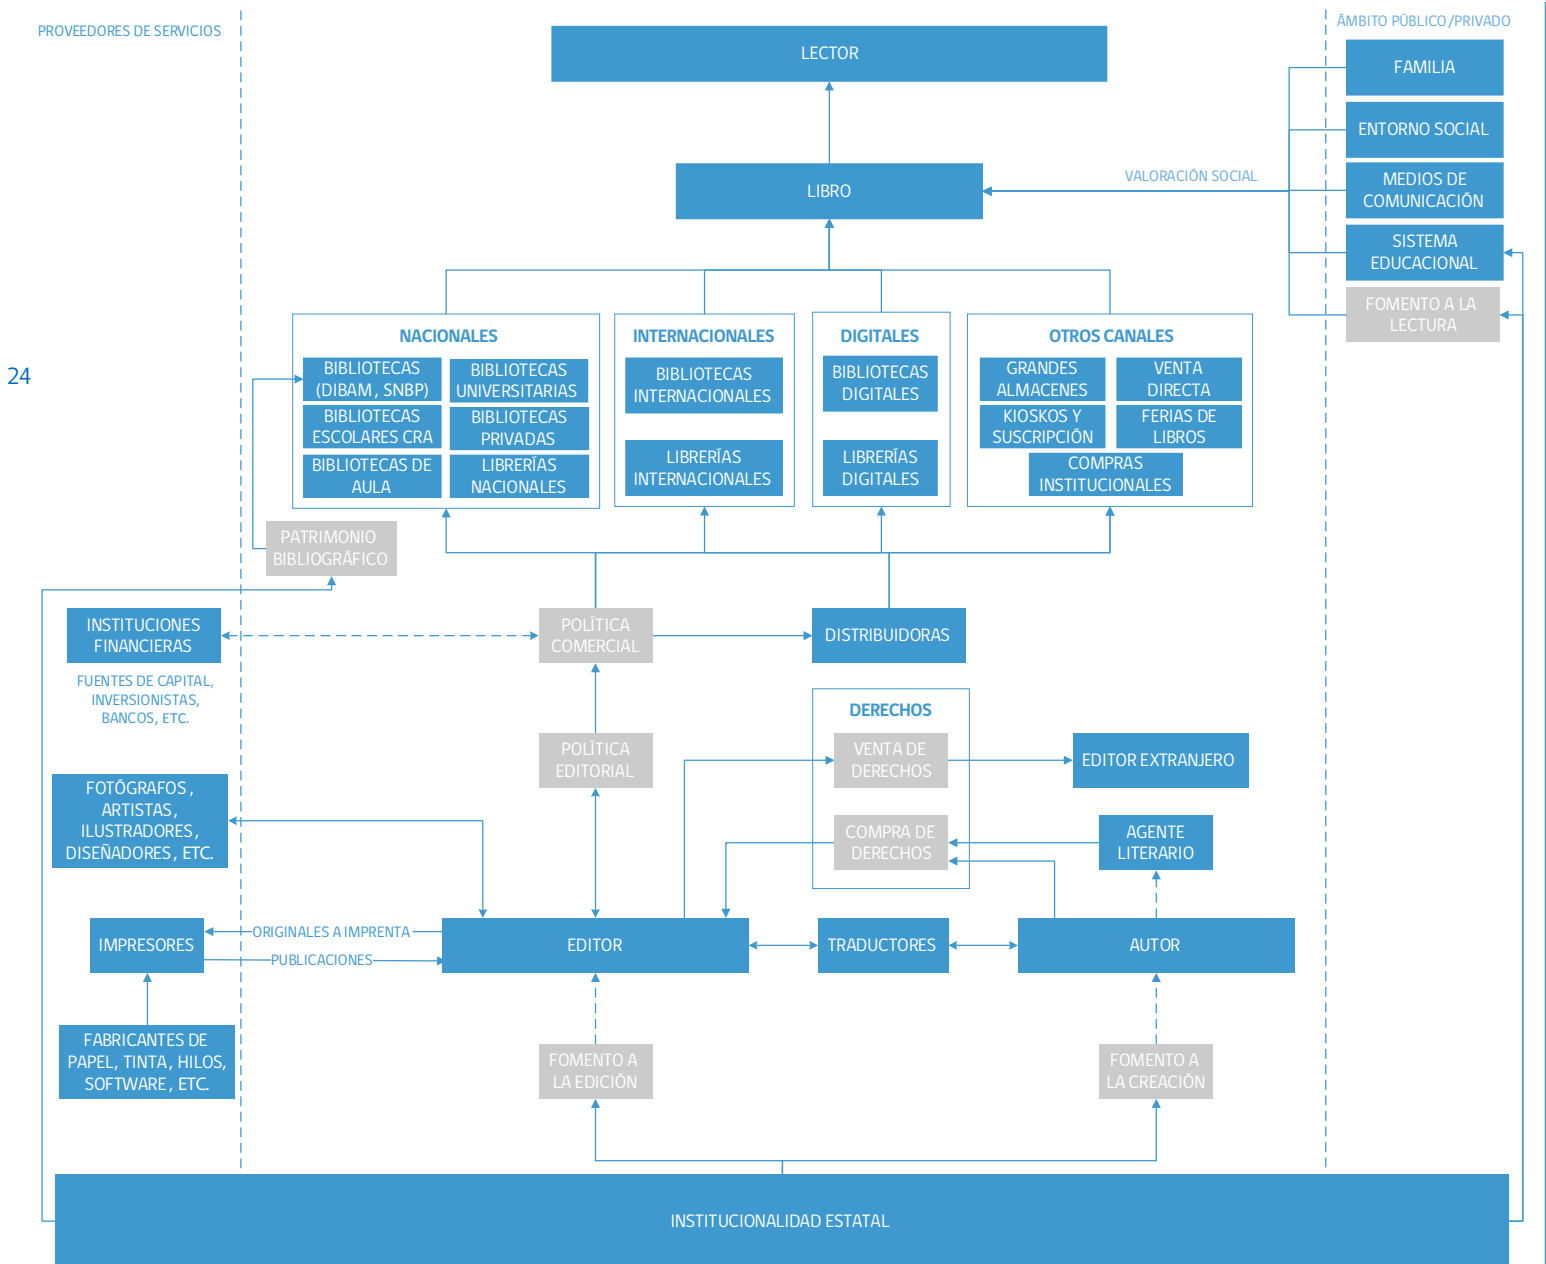 PROVEEDORES DE SERVICIOS
ÁMBITO PÚBLICO/PRIVADO
LECTOR
FAMILIA
ENTORNO SOCIAL
VALORACIÓN SOCIAL
LIBRO
MEDIOS DE
COMUNICACIÓN
SISTEMA
EDUCACIONAL
FOMENTO A LA
LECTURA
24
NACIONALES
BIBLIOTECAS
(DIBAM, SNBP)
BIBLIOTECAS
UNIVERSITARIAS
BIBLIOTECAS
ESCOLARES CRA
BIBLIOTECAS
PRIVADAS
BIBLIOTECAS DE
AULA
LIBRERÍAS
NACIONALES
INTERNACIONALES
BIBLIOTECAS
INTERNACIONALES
LIBRERÍAS
INTERNACIONALES
DIGITALES
BIBLIOTECAS
DIGITALES
LIBRERÍAS
DIGITALES
OTROS CANALES
GRANDES
ALMACENES
VENTA
DIRECTA
KIOSKOS Y
SUSCRIPCIÓN
FERIAS DE
LIBROS
COMPRAS
INSTITUCIONALES
PATRIMONIO
BIBLIOGRÁFICO
INSTITUCIONES
FINANCIERAS
FUENTES DE CAPITAL,
INVERSIONISTAS,
BANCOS, ETC.
POLÍTICA
COMERCIAL
DISTRIBUIDORAS
POLÍTICA
EDITORIAL
DERECHOS
VENTA DE
DERECHOS
EDITOR EXTRANJERO
COMPRA DE
DERECHOS
AGENTE
LITERARIO
FOTÓGRAFOS,
ARTISTAS,
ILUSTRADORES,
DISEÑADORES, ETC.
IMPRESORES
ORIGINALES A IMPRENTA
PUBLICACIONES
EDITOR
TRADUCTORES
AUTOR
FABRICANTES DE
PAPEL, TINTA, HILOS,
SOFTWARE, ETC.
FOMENTO A
LA EDICIÓN
FOMENTO A
LA CREACIÓN
INSTITUCIONALIDAD ESTATAL